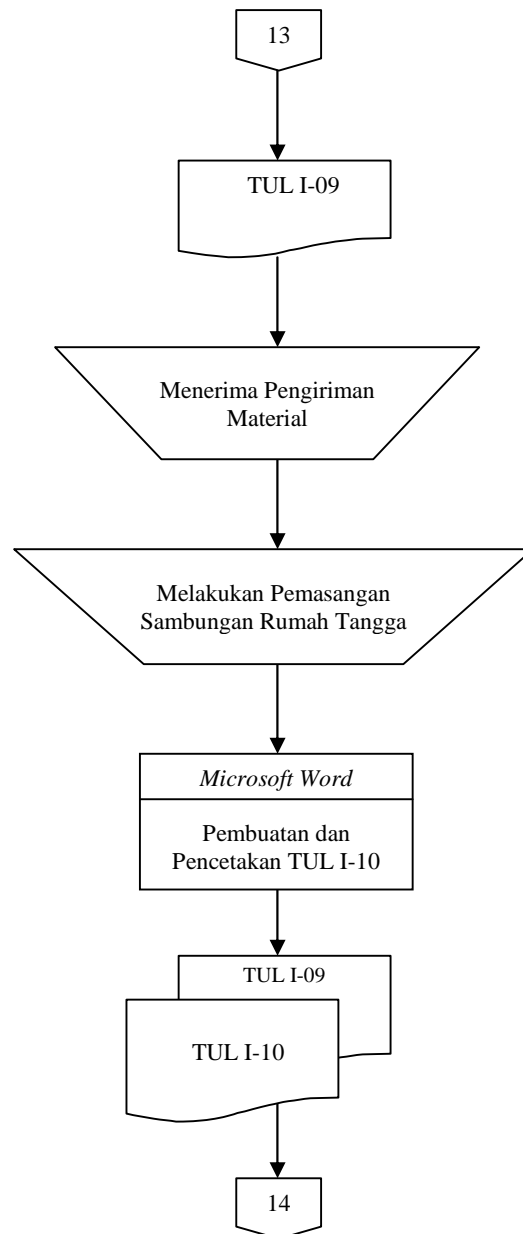 13
TUL I-09
Menerima Pengiriman
Material
Melakukan Pemasangan
Sambungan Rumah Tangga
Microsoft Word
Pembuatan dan
Pencetakan TUL I-10
TUL I-09
TUL I-10
14